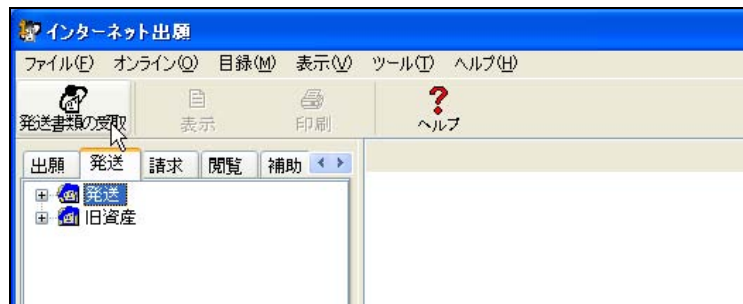 インターネット出願
ファイル(F) オンライン(O) 目録(M) 表示(V) ツール(T) ヘルプ(H)
発送書類の受取 表示 印刷 ヘルプ
出願 発送 請求 閲覧 補助
発送
旧資産